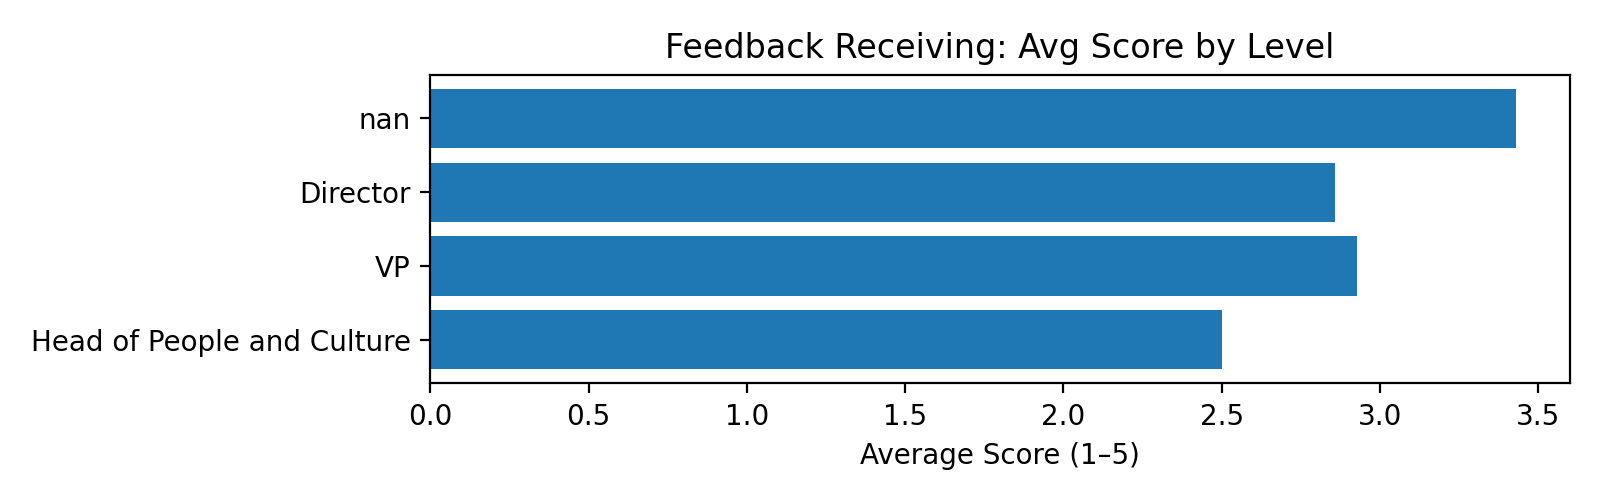 Feedback Receiving: Avg Score by Level
nan
Director
VP
Head of People and Culture
0.0 0.5 1.0 1.5 2.0 2.5 3.0 3.5
Average Score (1–5)